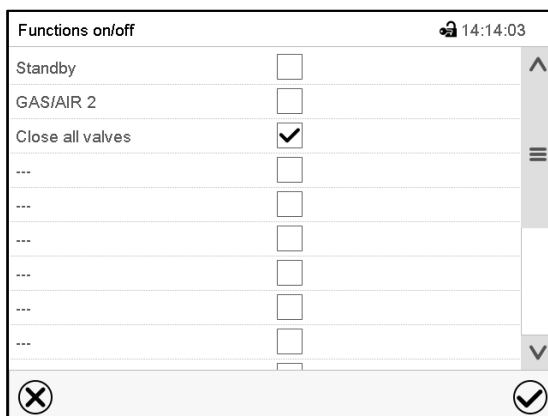 Functions on/off 14:14:03
Standby
GAS/AIR 2
Close all valves
---
---
---
---
---
---